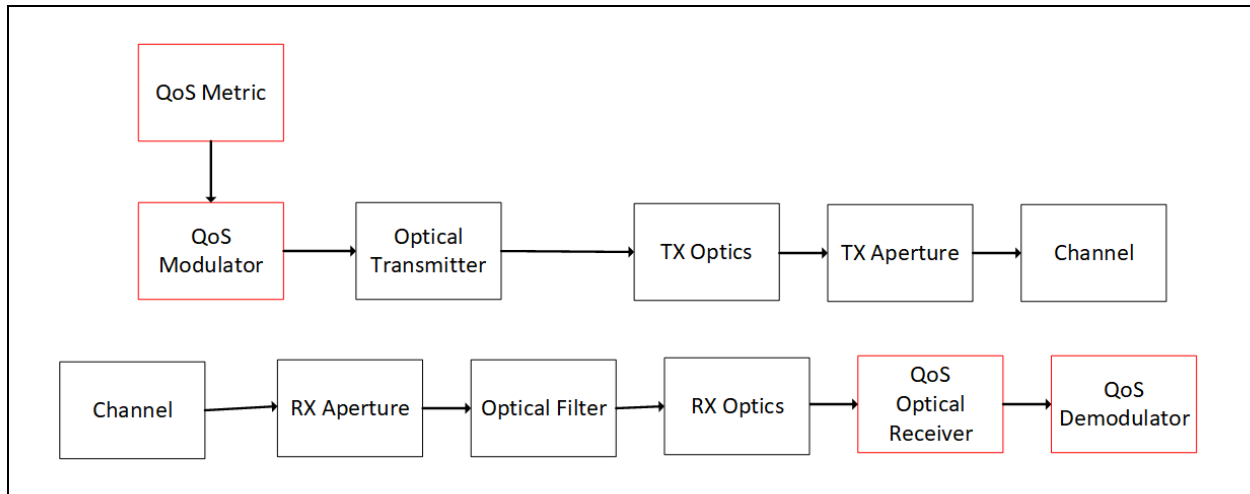 QoS Metric
QoS
Modulator
Optical
Transmitter
TX Optics
TX Aperture
Channel
Channel
RX Aperture
Optical Filter
RX Optics
QoS
Optical
Receiver
QoS
Demodulator